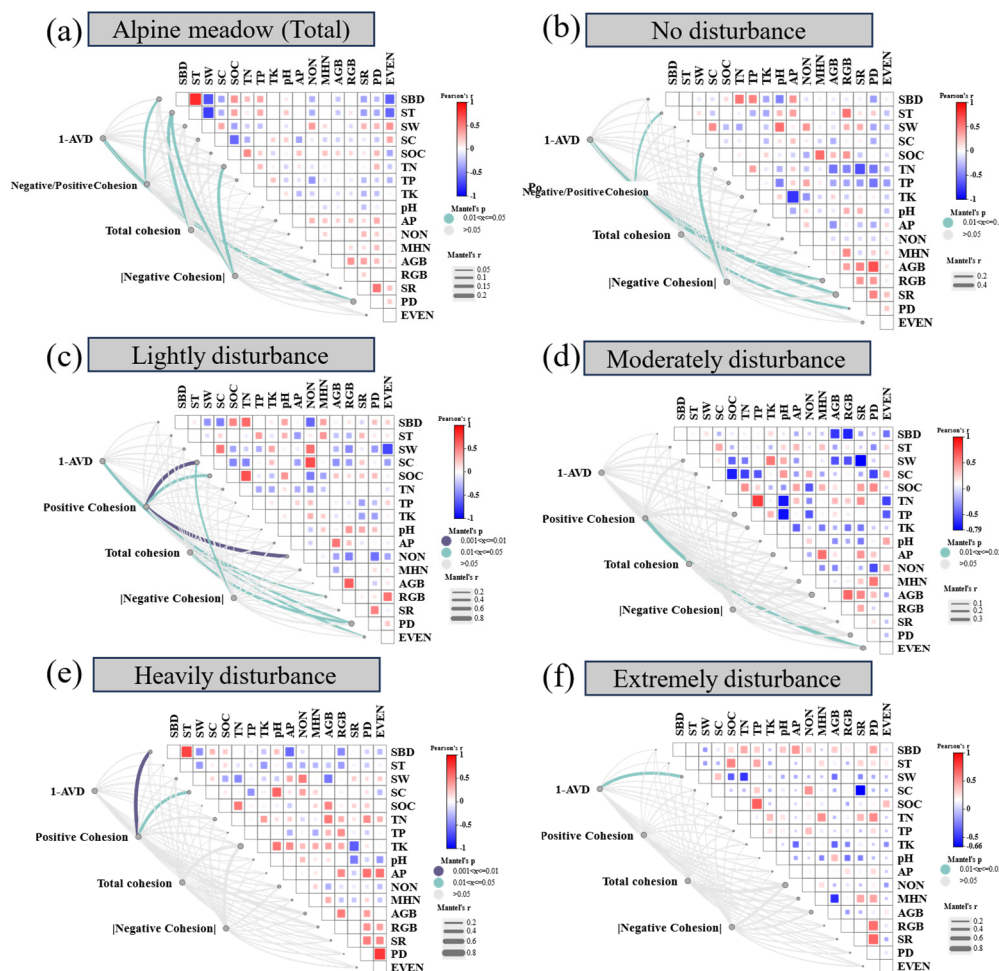 (a) Alpine meadow (Total)
SBD ST SW SC SOC TN TP TK pH AP NON MHN AGB RGB SR PD EVEN
SBD
ST
SW
SC
SOC
TN
TP
TK
pH
AP
NON
MHN
AGB
RGB
SR
PD
EVEN
1-AVD
Negative/PositiveCohesion
Total cohesion
|Negative Cohesion|
Pearson's r
1
0
-1
Mantel's p
0.01<x<=0.05
>0.05
Mantel's r
0.05
0.1
0.15
0.2
(b) No disturbance
SBD ST SW SC SOC TN TP TK pH AP NON MHN AGB RGB SR PD EVEN
SBD
ST
SW
SC
SOC
TN
TP
TK
pH
AP
NON
MHN
AGB
RGB
SR
PD
EVEN
1-AVD
Po
Negative/PositiveCohesion
Total cohesion
|Negative Cohesion|
Pearson's r
1
0
-1
Mantel's p
0.01<x<=0.
>0.05
Mantel's r
0.2
0.4
(c) Lightly disturbance
SBD ST SW SC SOC TN TP TK pH AP NON MHN AGB RGB SR PD EVEN
SBD
ST
SW
SC
SOC
TN
TP
TK
pH
AP
NON
MHN
AGB
RGB
SR
PD
EVEN
1-AVD
Positive Cohesion
Total cohesion
|Negative Cohesion|
Pearson's r
1
0
-1
Mantel's p
0.001<x<=0.01
0.01<x<=0.05
>0.05
Mantel's r
0.2
0.4
0.6
0.8
(d) Moderately disturbance
SBD ST SW SC SOC TN TP TK pH AP NON MHN AGB RGB SR PD EVEN
SBD
ST
SW
SC
SOC
TN
TP
TK
pH
AP
NON
MHN
AGB
RGB
SR
PD
EVEN
1-AVD
Positive Cohesion
Total cohesion
|Negative Cohesion|
Pearson's r
1
0
-0.79
Mantel's p
0.01<x<=0.0
>0.05
Mantel's r
0.1
0.2
0.3
(e) Heavily disturbance
SBD ST SW SC SOC TN TP TK pH AP NON MHN AGB RGB SR PD EVEN
SBD
ST
SW
SC
SOC
TN
TP
TK
pH
AP
NON
MHN
AGB
RGB
SR
PD
EVEN
1-AVD
Positive Cohesion
Total cohesion
|Negative Cohesion|
Pearson's r
1
0
-1
Mantel's p
0.001<x<=0.01
0.01<x<=0.05
>0.05
Mantel's r
0.2
0.4
0.6
0.8
(f) Extremely disturbance
SBD ST SW SC SOC TN TP TK pH AP NON MHN AGB RGB SR PD EVEN
SBD
ST
SW
SC
SOC
TN
TP
TK
pH
AP
NON
MHN
AGB
RGB
SR
PD
EVEN
1-AVD
Positive Cohesion
Total cohesion
|Negative Cohesion|
Pearson's r
1
0
-0.66
Mantel's p
0.01<x<=0.0
>0.05
Mantel's r
0.2
0.4
0.6
0.8